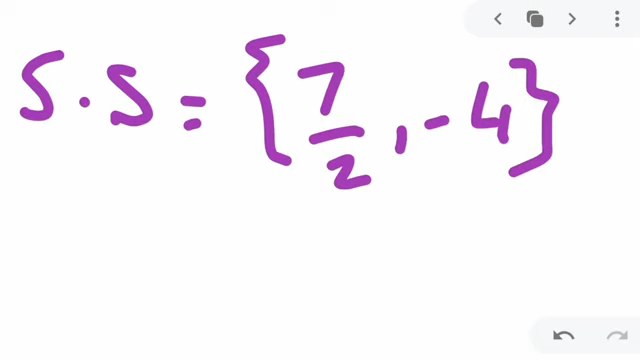 S.S = {7/2, -4}